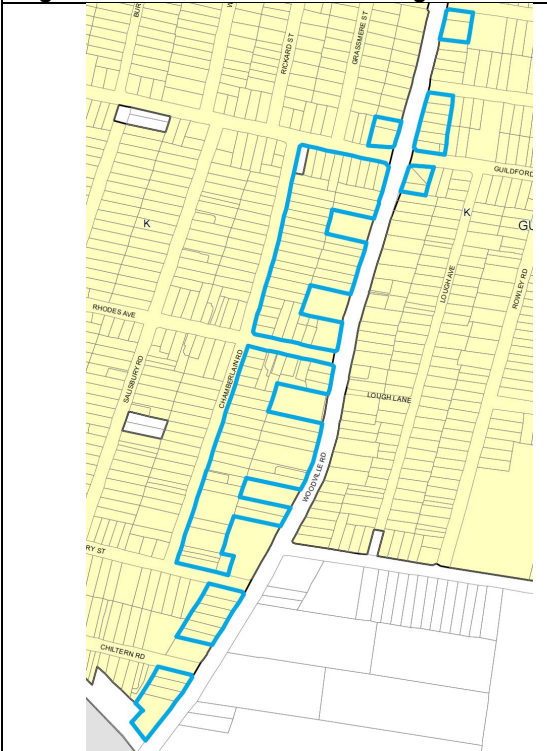 BUR
RICKARD ST
GRASSMERE ST
GUILDFORD
K
K
GU
LOUGH AVE
ROWLEY RD
RHODES AVE
SALISBURY RD
CHAMBERLAIN RD
LOUGH LANE
WOODVILLE RD
RY ST
CHILTERN RD